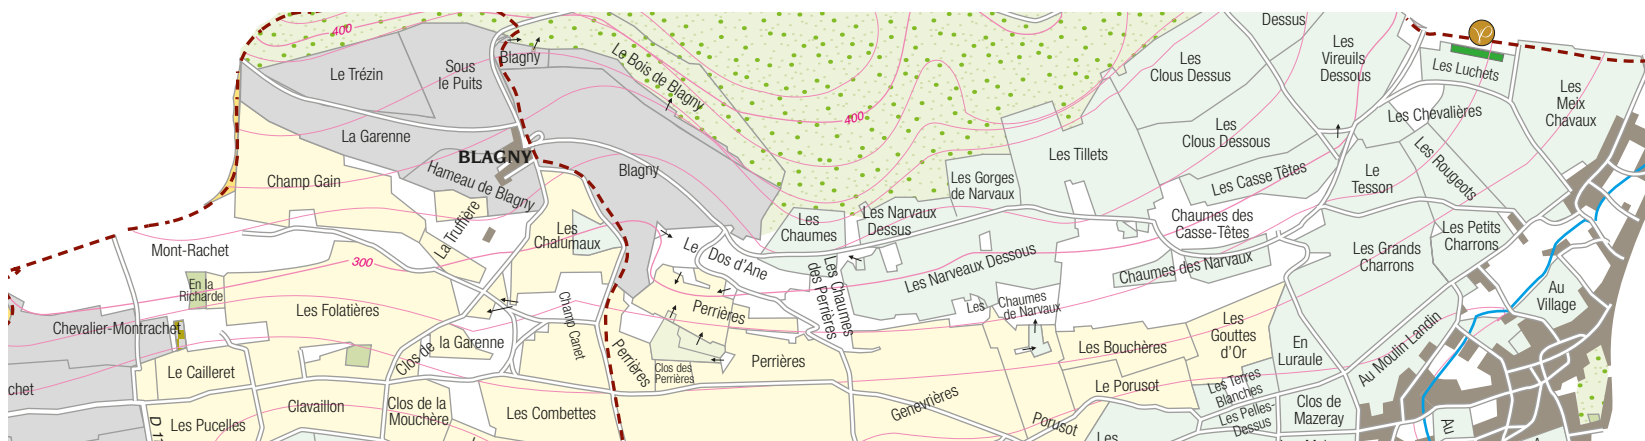 400
Le Trézin
Sous
le Puits
Blagny
Le Bois de Blagny
400
Dessus
Les
Clous Dessus
Les
Vireuils
Dessous
Les Luchets
Les
Meix
Chavaux
Les Chevalières
La Garenne
BLAGNY
Hameau de Blagny
Blagny
Champ Gain
Les Tillets
Les
Clous Dessous
Les Casse Têtes
Le
Tesson
Les Rougeots
Les Gorges
de Narvaux
La Truffière
Les
Chalumaux
Les
Chaumes
Les Narvaux
Dessus
Chaumes des
Casse-Têtes
Les Petits
Charrons
Les Grands
Charrons
Mont-Rachet
300
Le Dos d'Ane
Les Chaumes
des Perrières
Les Narveaux Dessous
Chaumes des Narvaux
En la
Richarde
Les Folatières
Champ Canet
Perrières
Les Chaumes
de Narvaux
Au
Village
Chevalier-Montrachet
Clos de la Garenne
Perrières
Clos des
Perrières
Perrières
Les Bouchères
Les
Gouttes
d'Or
En
Luraule
Au Moulin Landin
Le Cailleret
chet
Clavaillon
Clos de la
Mouchère
Les Combettes
Genevrières
Le Porusot
Les Terres
Blanches
Les Pelles-
Dessus
Clos de
Mazeray
D 11
Les Pucelles
Porusot
Les
Au